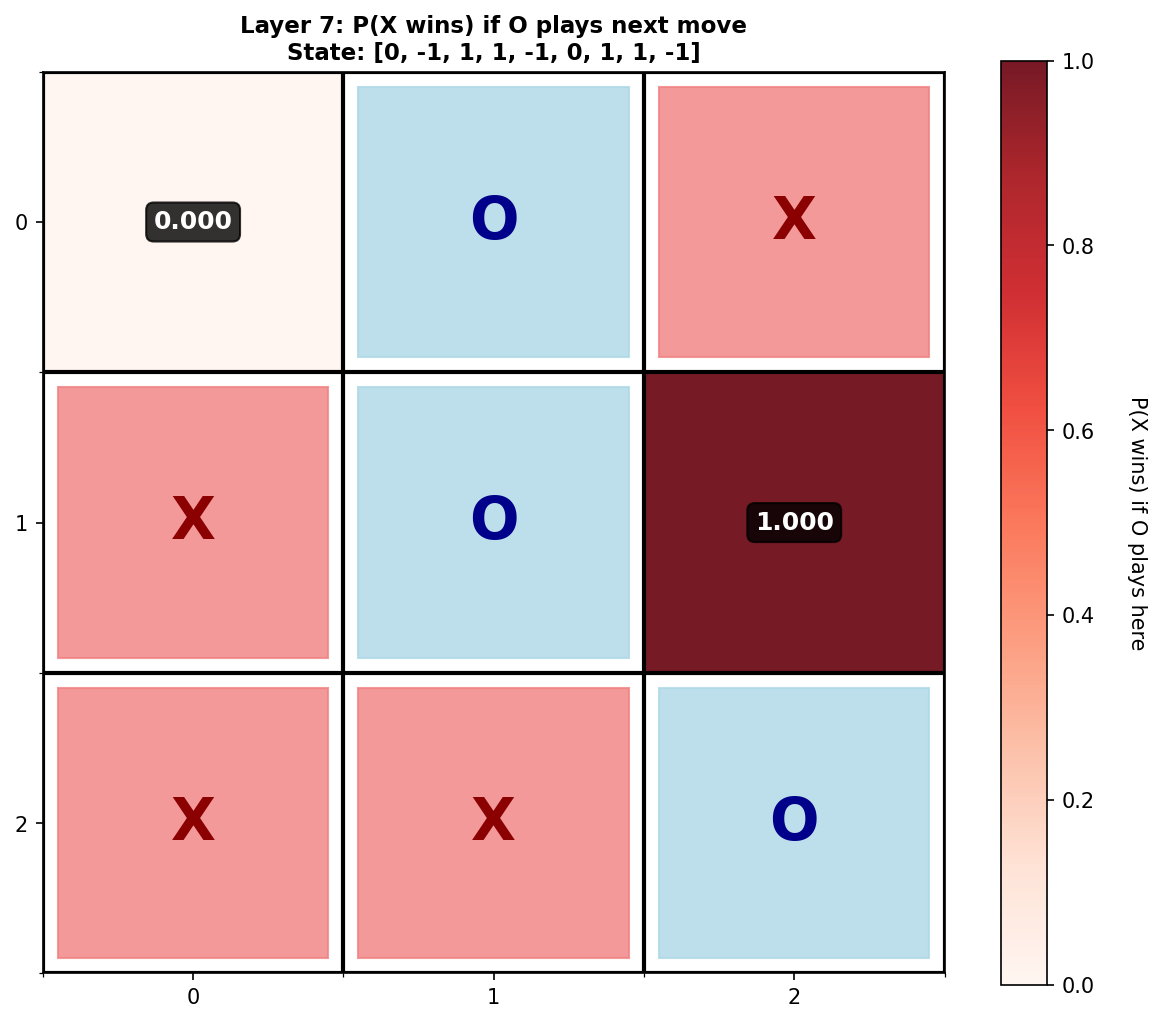 Layer 7: P(X wins) if O plays next move
State: [0, -1, 1, 1, -1, 0, 1, 1, -1]
1.0
0.8
0.6
0.4
0.2
0.0
P(X wins) if O plays here
0
0.000
O
X
1
X
O
1.000
2
X
X
O
0
1
2